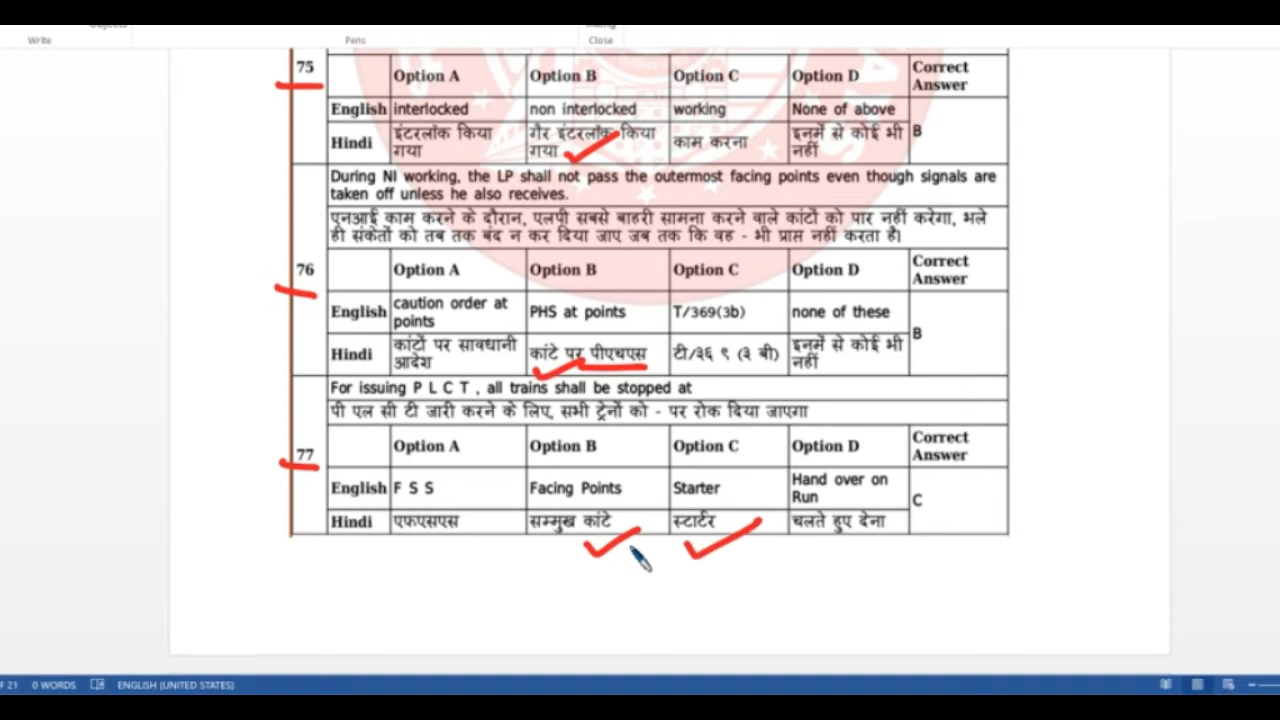 Write
Pens
Close
75
Option A
Option B
Option C
Option D
Correct Answer
English
interlocked
non interlocked
working
None of above
B
Hindi
इंटरलॉक किया गया
गैर इंटरलॉक किया गया
काम करना
इनमें से कोई भी नहीं
During NI working, the LP shall not pass the outermost facing points even though signals are
taken off unless he also receives.
एनआई काम करने के दौरान, एलपी सबसे बाहरी सामना करने वाले कांटों को पार नहीं करेगा, भले
ही संकेतों को तब तक बंद न कर दिया जाए जब तक कि वह - भी प्राप्त नहीं करता है।
76
Option A
Option B
Option C
Option D
Correct Answer
English
caution order at points
PHS at points
T/369(3b)
none of these
B
Hindi
कांटों पर सावधानी आदेश
कांटे पर पीएचएस
टी/३६ ९ (३ बी)
इनमें से कोई भी नहीं
For issuing P L C T , all trains shall be stopped at
पी एल सी टी जारी करने के लिए, सभी ट्रेनों को - पर रोक दिया जाएगा
77
Option A
Option B
Option C
Option D
Correct Answer
English
F S S
Facing Points
Starter
Hand over on Run
C
Hindi
एफएसएस
सम्मुख कांटे
स्टार्टर
चलते हुए देना
F 21
0 WORDS
ENGLISH (UNITED STATES)